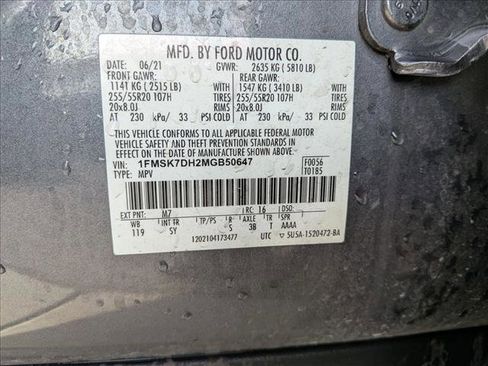 MFD. BY FORD MOTOR CO.
DATE: 06/21 GVWR: 2635 KG ( 5810 LB)
FRONT GAWR: REAR GAWR:
1141 KG ( 2515 LB) WITH 1547 KG ( 3410 LB) WITH
255/55R20 107H TIRES 255/55R20 107H TIRES
20x8.0J RIMS 20x8.0J RIMS
AT 230 kPa/ 33 PSI COLD AT 230 kPa/ 33 PSI COLD
THIS VEHICLE CONFORMS TO ALL APPLICABLE FEDERAL MOTOR
VEHICLE SAFETY AND THEFT PREVENTION STANDARDS IN EFFECT
ON THE DATE OF MANUFACTURE SHOWN ABOVE.
VIN: 1FMSK7DH2MGB50647 F0056
TYPE: MPV T0185
EXT PNT: M7 RC: 16 DSO:
WB INT TR TP/PS R AXLE TR SPR
119 SY S 38 T AAAA
1202104173477 UTC 5U5A-1520472-BA